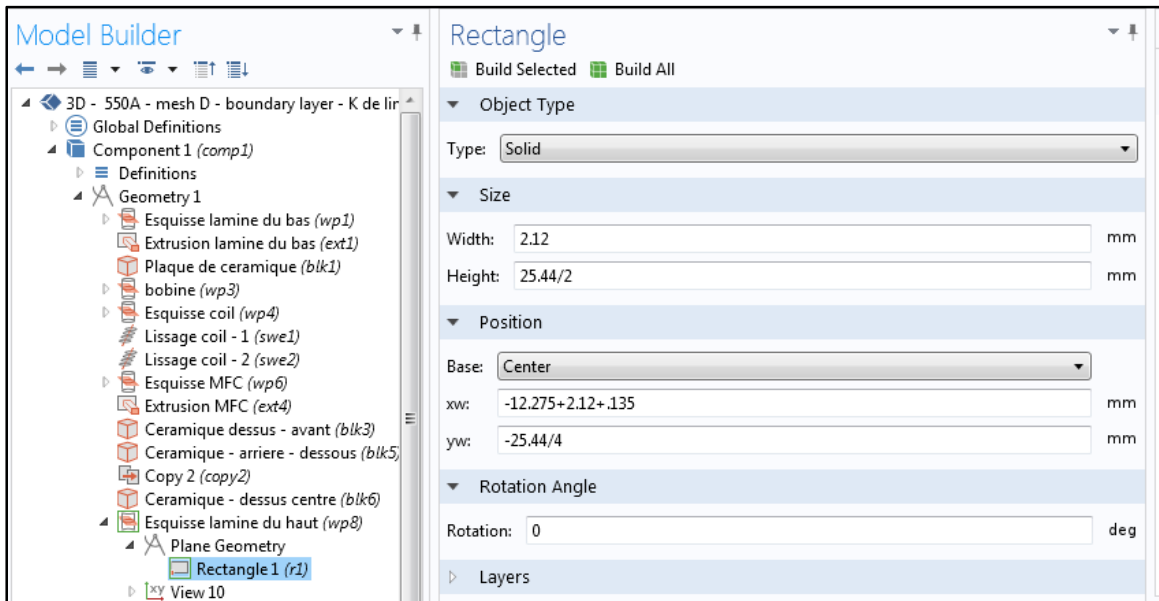 Model Builder
3D - 550A - mesh D - boundary layer - K de lir
Global Definitions
Component 1 (comp1)
Definitions
Geometry 1
Esquisse lamine du bas (wp1)
Extrusion lamine du bas (ext1)
Plaque de ceramique (blk1)
bobine (wp3)
Esquisse coil (wp4)
Lissage coil - 1 (swe1)
Lissage coil - 2 (swe2)
Esquisse MFC (wp6)
Extrusion MFC (ext4)
Ceramique dessus - avant (blk3)
Ceramique - arriere - dessous (blk5)
Copy 2 (copy2)
Ceramique - dessus centre (blk6)
Esquisse lamine du haut (wp8)
Plane Geometry
Rectangle 1 (r1)
xy View 10
Rectangle
Build Selected Build All
Object Type
Type: Solid
Size
Width: 2.12 mm
Height: 25.44/2 mm
Position
Base: Center
xw: -12.275+2.12+.135 mm
yw: -25.44/4 mm
Rotation Angle
Rotation: 0 deg
Layers